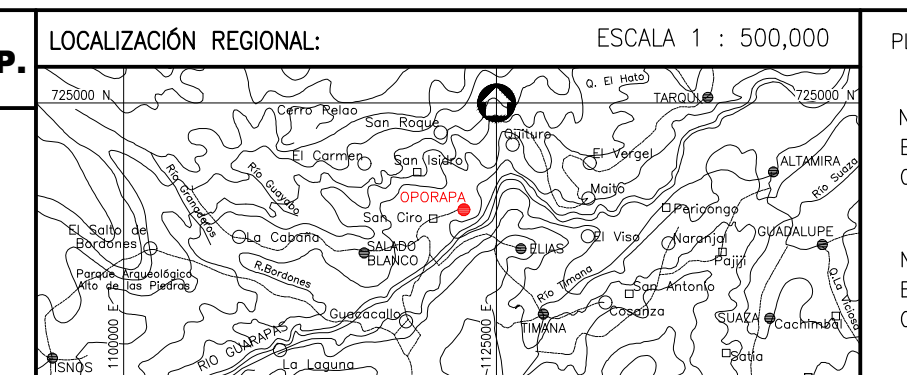 P.
LOCALIZACIÓN REGIONAL:
ESCALA 1 : 500,000
PL
725000 N
Q. El Hato
TARQUI
725000 N
Cerro Relao
San Roque
Quituro
N
E
C
El Carmen
San Isidro
El Vergel
ALTAMIRA
Río Granaderos
Río Guayabo
Río Suaza
OPORAPA
Maito
San Ciro
Pericongo
El Salto de
Bordones
La Cabaña
SALADO
BLANCO
ELIAS
El Viso
Naranjal
GUADALUPE
Pajiji
N
E
C
Parque Arqueológico
Alto de las Piedras
R.Bordones
Río Timana
San Antonio
Q.La Viciosa
Guacacallo
Cosanza
TIMANA
SUAZA
Cachimbal
1100000 E
1125000 E
RIO GUARAPAS
ISNOS
La Laguna
Satia